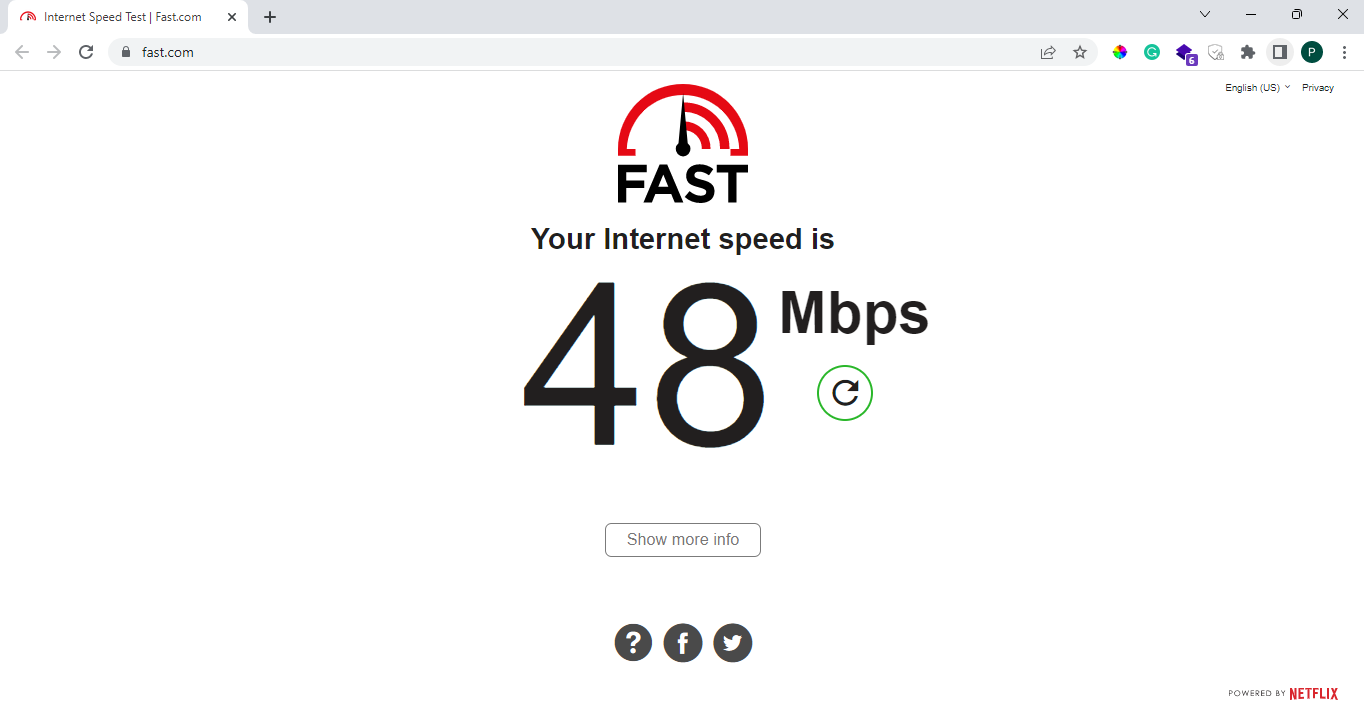 Internet Speed Test | Fast.com
fast.com
6
P
English (US) Privacy
FAST
Your Internet speed is
48 Mbps
Show more info
?
f
POWERED BY NETFLIX